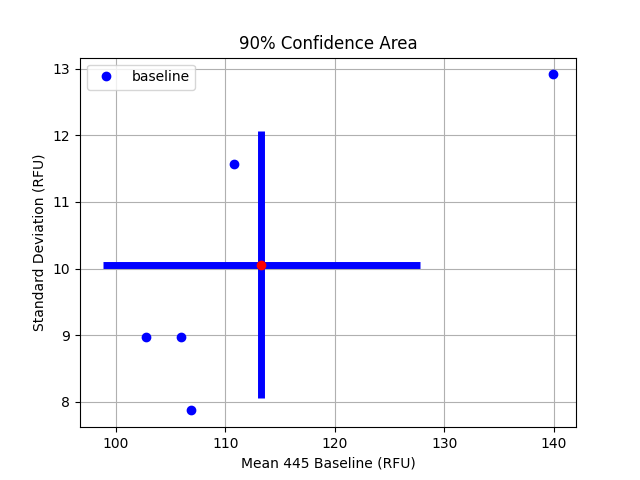 90% Confidence Area
baseline
Standard Deviation (RFU)
13
12
11
10
9
8
100 110 120 130 140
Mean 445 Baseline (RFU)